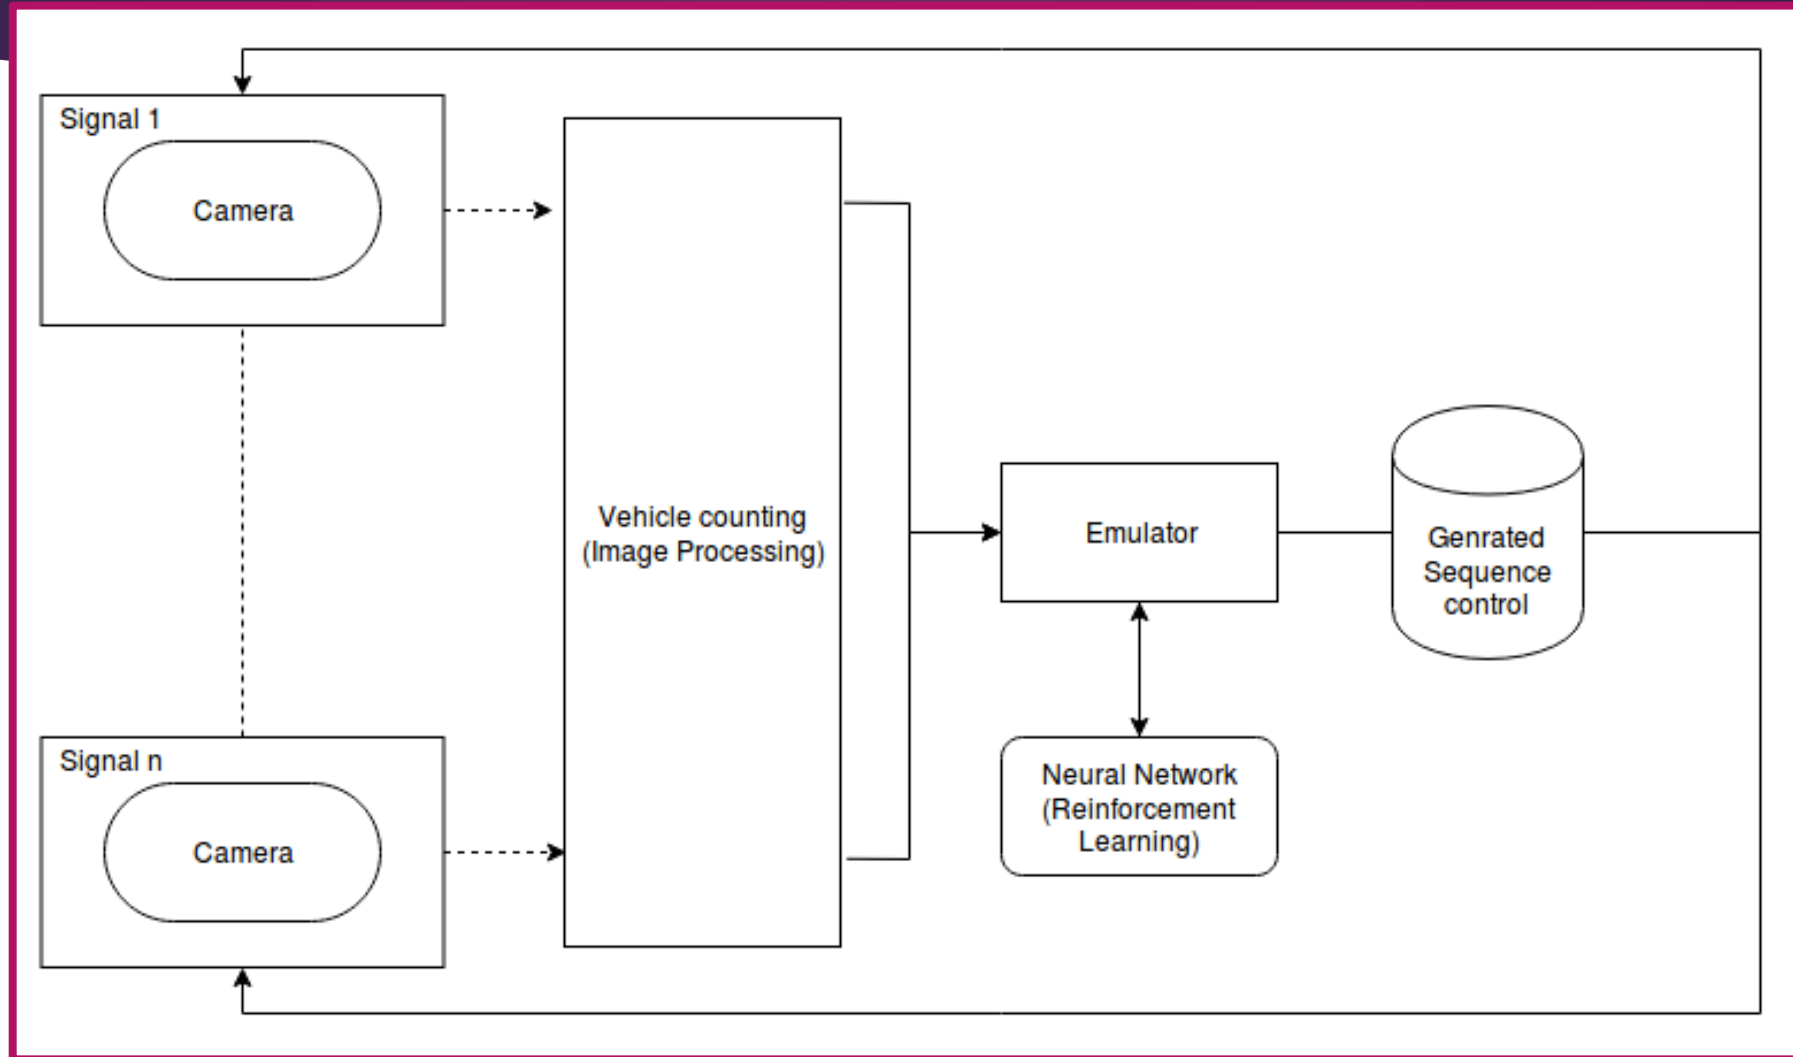 Signal 1
Camera
Vehicle counting
(Image Processing)
Emulator
Genrated
Sequence
control
Neural Network
(Reinforcement
Learning)
Signal n
Camera